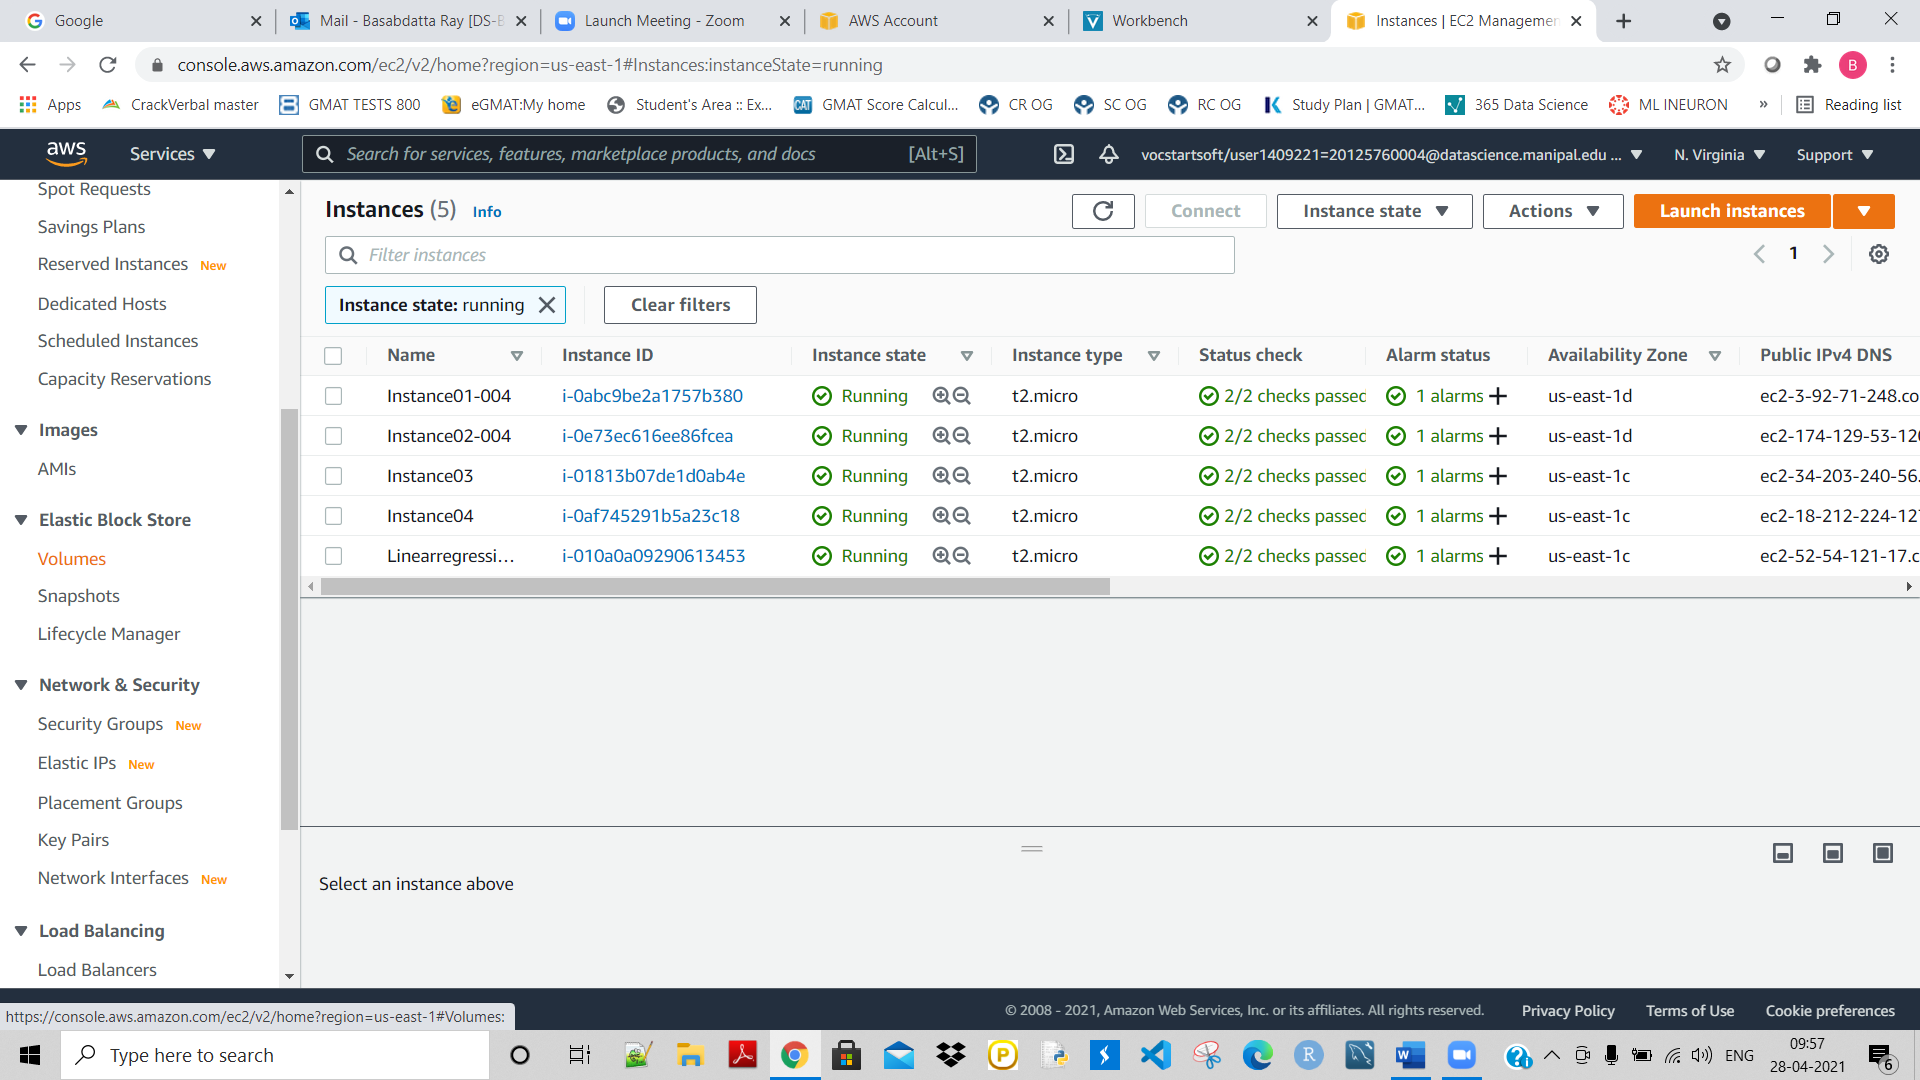 Google
Mail - Basabdatta Ray [DS-B
Launch Meeting - Zoom
AWS Account
Workbench
Instances | EC2 Managemen
console.aws.amazon.com/ec2/v2/home?region=us-east-1#Instances:instanceState=running
B
Apps
CrackVerbal master
GMAT TESTS 800
eGMAT:My home
Student's Area :: Ex...
CAT
GMAT Score Calcul...
CR OG
SC OG
RC OG
Study Plan | GMAT...
365 Data Science
ML INEURON
»
Reading list
aws
Services
Search for services, features, marketplace products, and docs
[Alt+S]
vocstartsoft/user1409221=20125760004@datascience.manipal.edu ...
N. Virginia
Support
Spot Requests
Savings Plans
Reserved Instances New
Dedicated Hosts
Scheduled Instances
Capacity Reservations
Images
AMIs
Elastic Block Store
Volumes
Snapshots
Lifecycle Manager
Network & Security
Security Groups New
Elastic IPs New
Placement Groups
Key Pairs
Network Interfaces New
Load Balancing
Load Balancers
Instances (5) Info
Connect
Instance state
Actions
Launch instances
Filter instances
1
Instance state: running
Clear filters
Name Instance ID Instance state Instance type Status check Alarm status Availability Zone Public IPv4 DNS
Instance01-004 i-0abc9be2a1757b380 Running t2.micro 2/2 checks passed 1 alarms us-east-1d ec2-3-92-71-248.co
Instance02-004 i-0e73ec616ee86fcea Running t2.micro 2/2 checks passed 1 alarms us-east-1d ec2-174-129-53-120
Instance03 i-01813b07de1d0ab4e Running t2.micro 2/2 checks passed 1 alarms us-east-1c ec2-34-203-240-56.
Instance04 i-0af745291b5a23c18 Running t2.micro 2/2 checks passed 1 alarms us-east-1c ec2-18-212-224-127
Linearregressi... i-010a0a09290613453 Running t2.micro 2/2 checks passed 1 alarms us-east-1c ec2-52-54-121-17.c
Select an instance above
© 2008 - 2021, Amazon Web Services, Inc. or its affiliates. All rights reserved.
Privacy Policy
Terms of Use
Cookie preferences
https://console.aws.amazon.com/ec2/v2/home?region=us-east-1#Volumes:
Type here to search
ENG
09:57
28-04-2021
6